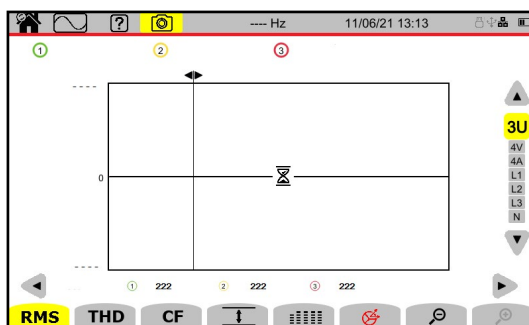 ? ---- Hz 11/06/21 13:13
1 2 3
----
3U
4V
4A
L1
0 L2
L3
N
----
1 222 2 222 3 222
RMS THD CF